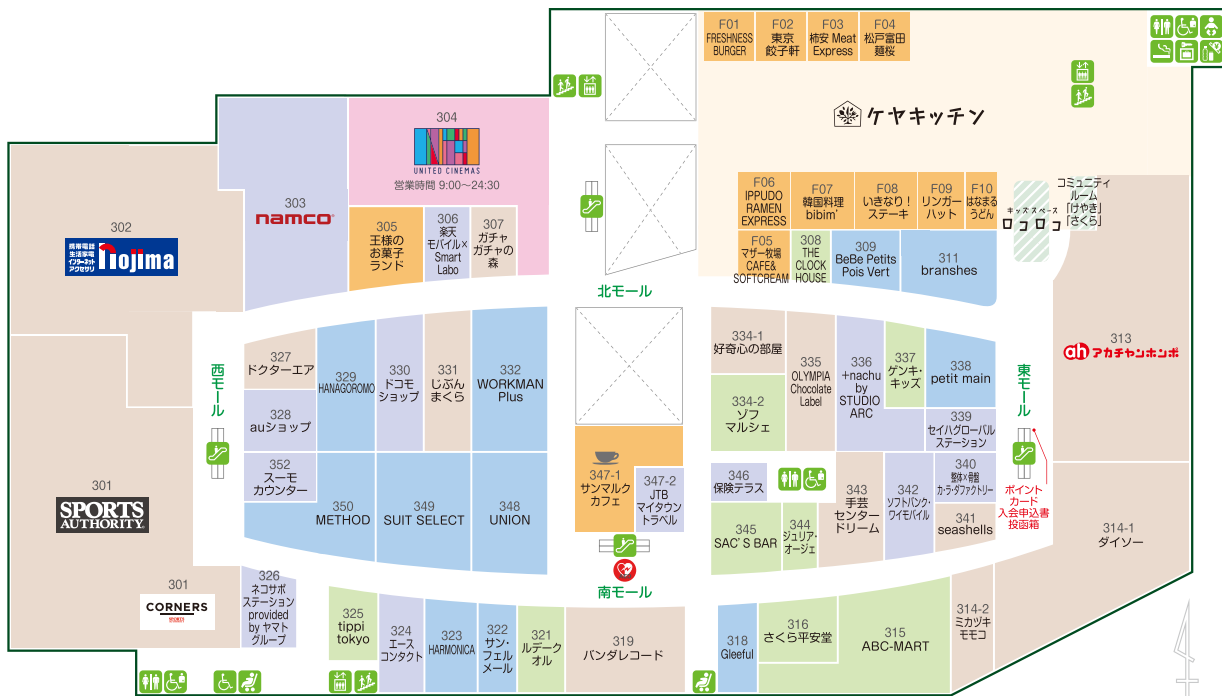 F01
FRESHNESS
BURGER
F02
東京
餃子軒
F03
柿安 Meat
Express
F04
松戸富田
麺桜
ケヤキッチン
304
UNITED CINEMAS
営業時間 9:00～24:30
303
namco
302
携帯電話
生活家電
インターネット
アクセサリ
nojima
305
王様の
お菓子
ランド
306
楽天
モバイル×
Smart
Labo
307
ガチャ
ガチャの
森
F06
IPPUDO
RAMEN
EXPRESS
F07
韓国料理
bibim'
F08
いきなり！
ステーキ
F09
リンガー
ハット
F10
はなまる
うどん
キッズスペース
ロコロコ
コミュニティ
ルーム
「けやき」
「さくら」
F05
マザー牧場
CAFE&
SOFTCREAM
308
THE
CLOCK
HOUSE
309
BeBe Petits
Pois Vert
311
branshes
北モール
313
ah アカチャンホンポ
西モール
327
ドクターエア
328
auショップ
352
スーモ
カウンター
329
HANAGOROMO
330
ドコモ
ショップ
331
じぶん
まくら
332
WORKMAN
Plus
334-1
好奇心の部屋
334-2
ゾフ
マルシェ
335
OLYMPIA
Chocolate
Label
336
+nachu
by
STUDIO
ARC
337
ゲンキ・
キッズ
338
petit main
339
セイハグローバル
ステーション
東モール
301
SPORTS
AUTHORITY
350
METHOD
349
SUIT SELECT
348
UNION
347-1
サンマルク
カフェ
347-2
JTB
マイタウン
トラベル
346
保険テラス
345
SAC'S BAR
344
ジュリア・
オージェ
343
手芸
センター
ドリーム
342
ソフトバンク・
ワイモバイル
340
整体×骨盤
カ・ラ・ダファクトリー
341
seashells
ポイント
カード
入会申込書
投函箱
314-1
ダイソー
南モール
301
CORNERS
SPORTS
AUTHORITY
326
ネコサポ
ステーション
provided
by ヤマト
グループ
325
tippi
tokyo
324
エース
コンタクト
323
HARMONICA
322
サン・
フェル
メール
321
ルデーク
オル
319
バンダレコード
318
Gleeful
316
さくら平安堂
315
ABC-MART
314-2
ミカヅキ
モモコ